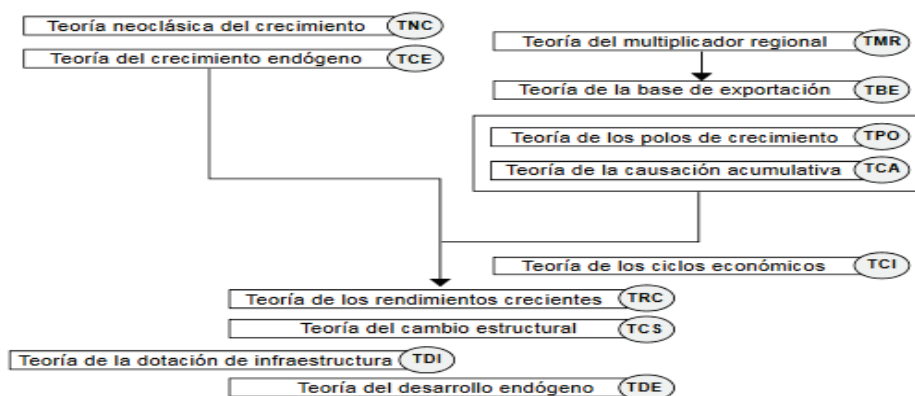 Teoría neoclásica del crecimiento TNC
Teoría del crecimiento endógeno TCE
Teoría del multiplicador regional TMR
Teoría de la base de exportación TBE
Teoría de los polos de crecimiento TPO
Teoría de la causación acumulativa TCA
Teoría de los ciclos económicos TCI
Teoría de los rendimientos crecientes TRC
Teoría del cambio estructural TCS
Teoría de la dotación de infraestructura TDI
Teoría del desarrollo endógeno TDE